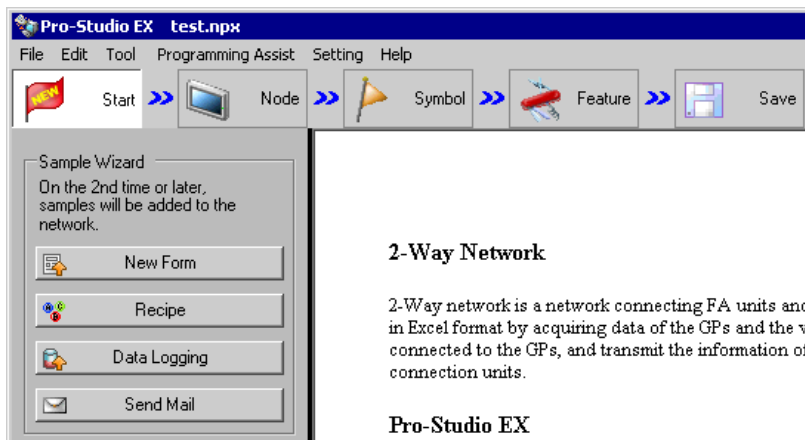 Pro-Studio EX test.npx
File Edit Tool Programming Assist Setting Help
NEW Start Node Symbol Feature Save
Sample Wizard
On the 2nd time or later,
samples will be added to the
network.
New Form
Recipe
Data Logging
Send Mail
2-Way Network
2-Way network is a network connecting FA units and
in Excel format by acquiring data of the GPs and the
connected to the GPs, and transmit the information of
connection units.
Pro-Studio EX